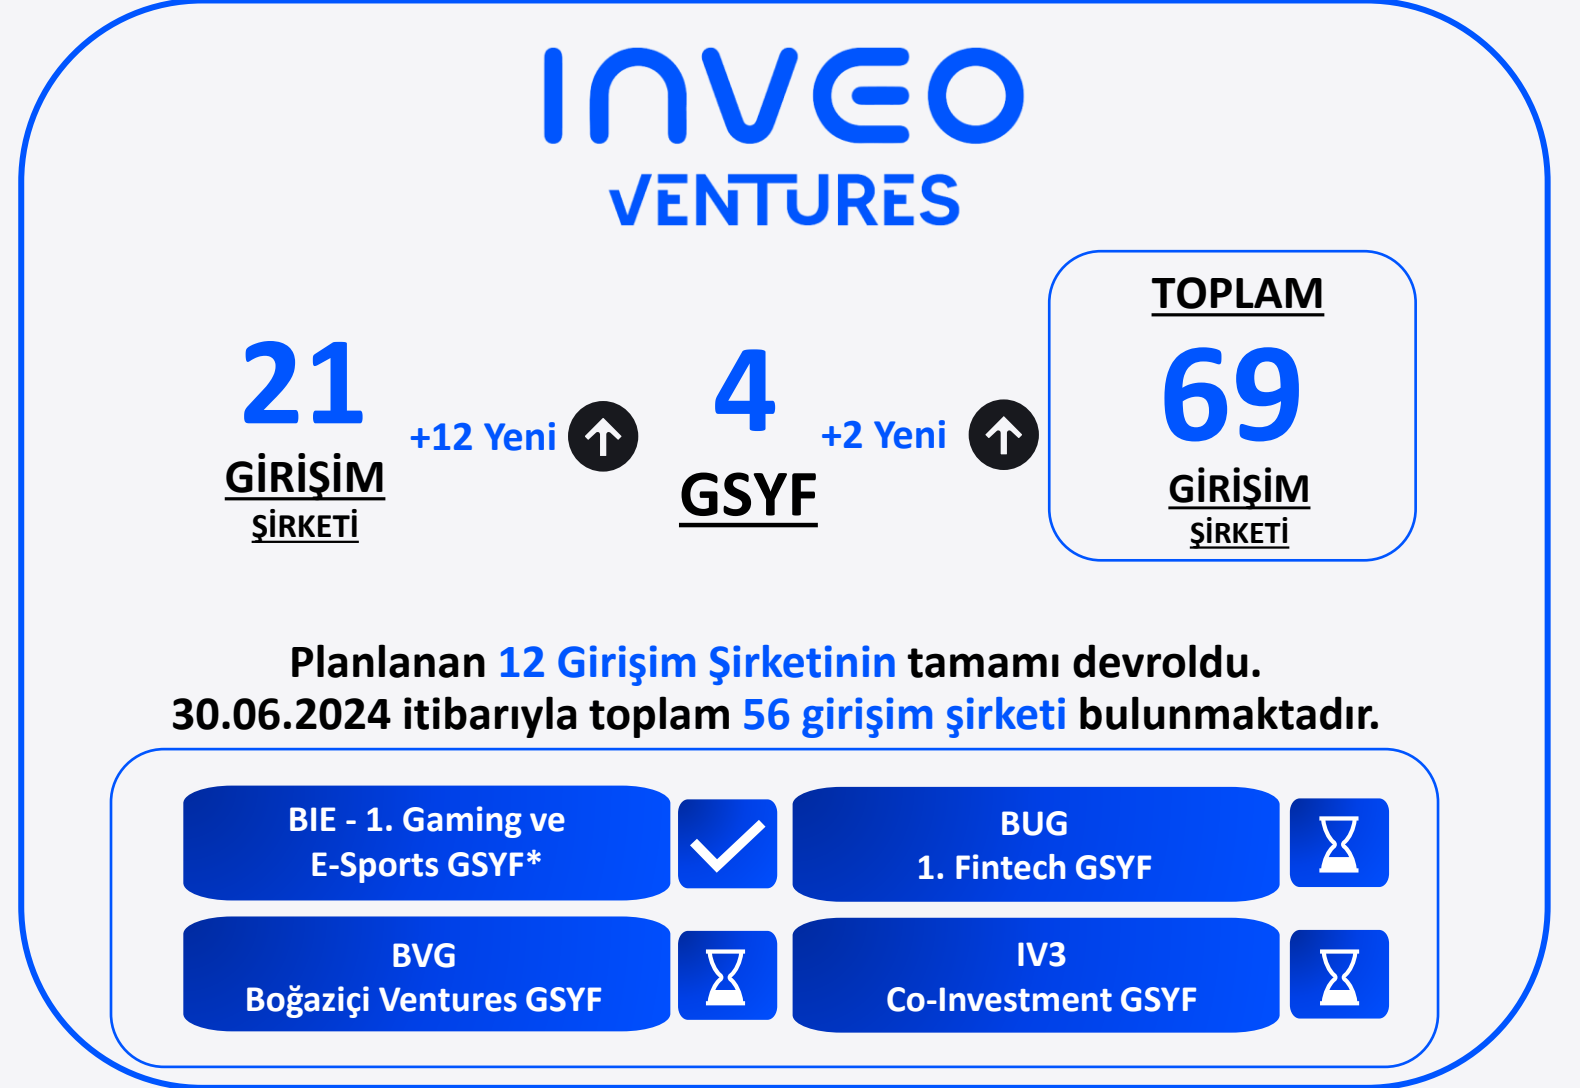 INVEO
VENTURES
21
GİRİŞİM
ŞİRKETİ
+12 Yeni
4
GSYF
+2 Yeni
TOPLAM
69
GİRİŞİM
ŞİRKETİ
Planlanan 12 Girişim Şirketinin tamamı devroldu.
30.06.2024 itibarıyla toplam 56 girişim şirketi bulunmaktadır.
BIE - 1. Gaming ve
E-Sports GSYF*
BUG
1. Fintech GSYF
BVG
Boğaziçi Ventures GSYF
IV3
Co-Investment GSYF